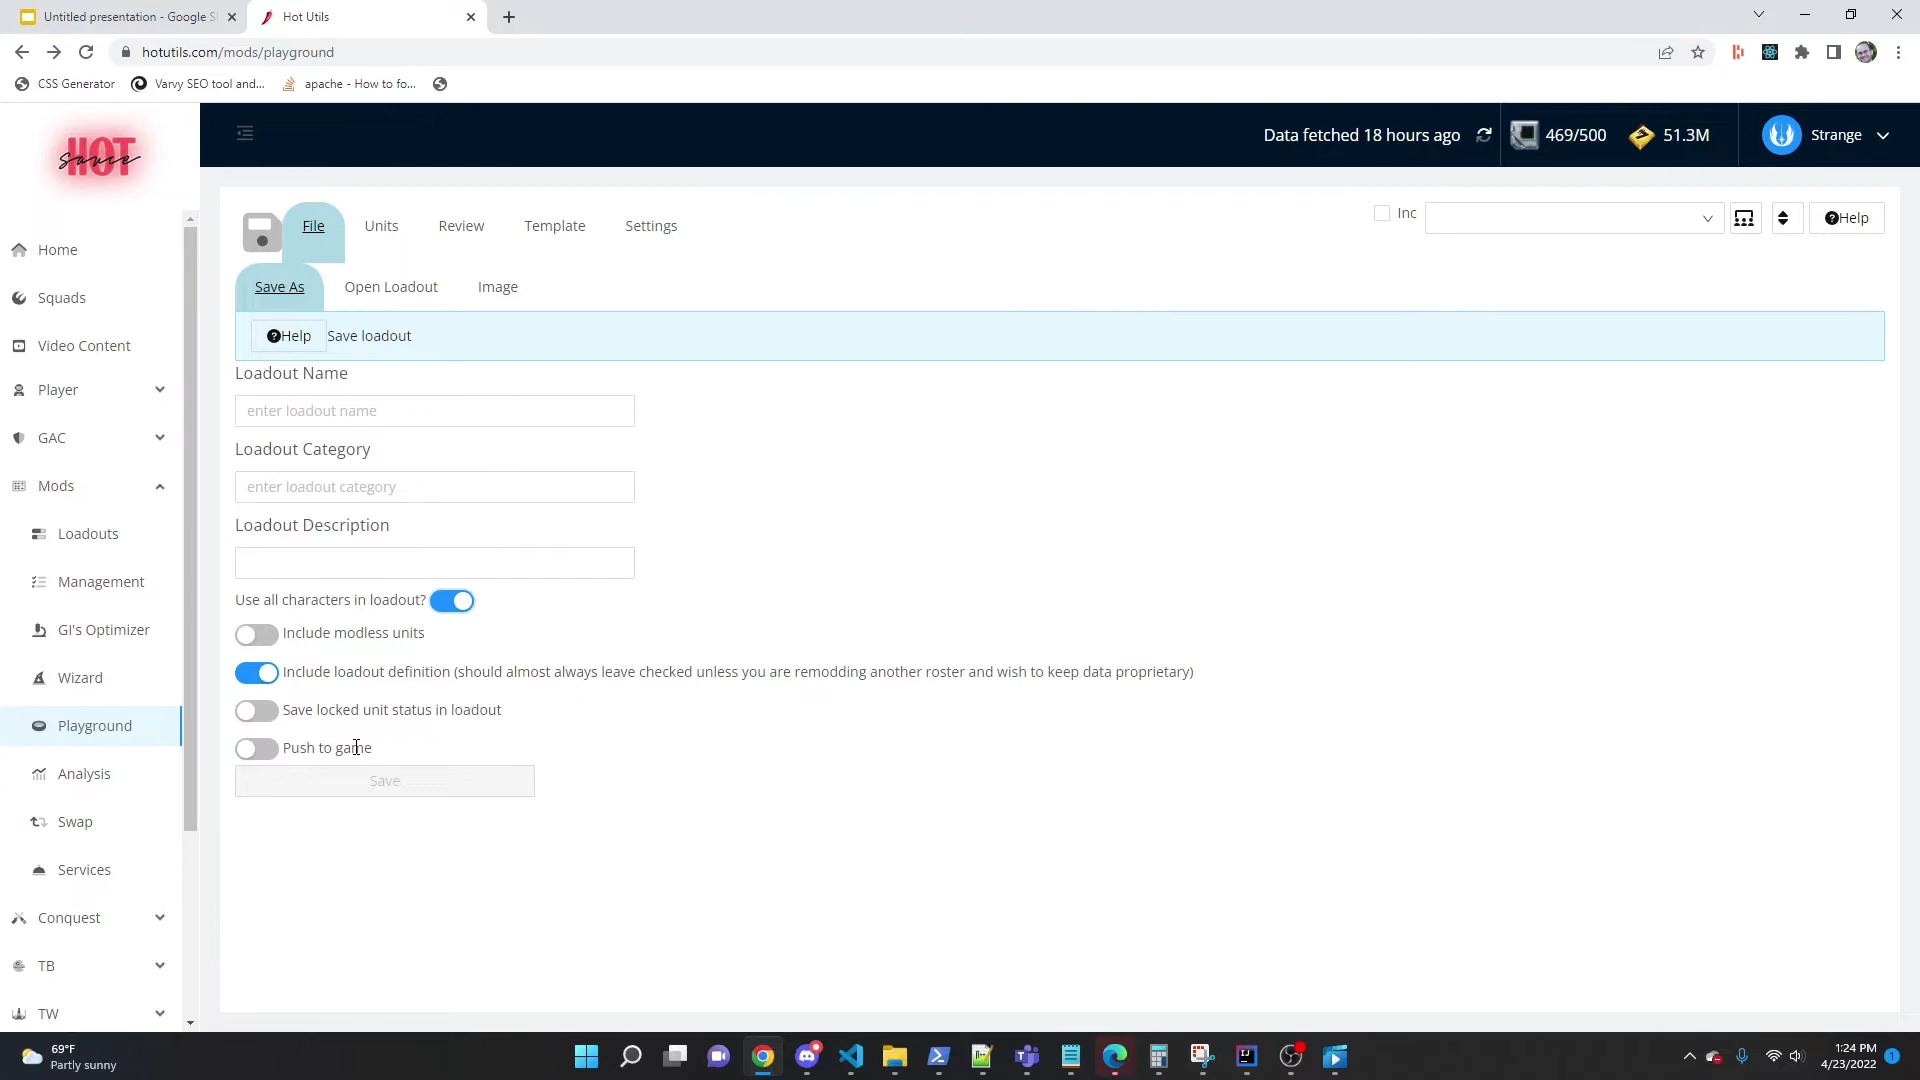 Untitled presentation - Google S
Hot Utils
hotutils.com/mods/playground
CSS Generator
Varvy SEO tool and...
apache - How to fo...
HOT
sauce
Data fetched 18 hours ago
469/500
51.3M
Strange
Home
Squads
Video Content
Player
GAC
Mods
Loadouts
Management
GI's Optimizer
Wizard
Playground
Analysis
Swap
Services
Conquest
TB
TW
File
Units
Review
Template
Settings
Inc
Help
Save As
Open Loadout
Image
Help
Save loadout
Loadout Name
enter loadout name
Loadout Category
enter loadout category
Loadout Description
Use all characters in loadout?
Include modless units
Include loadout definition (should almost always leave checked unless you are remodding another roster and wish to keep data proprietary)
Save locked unit status in loadout
Push to game
Save
69°F
Partly sunny
1:24 PM
4/23/2022
1